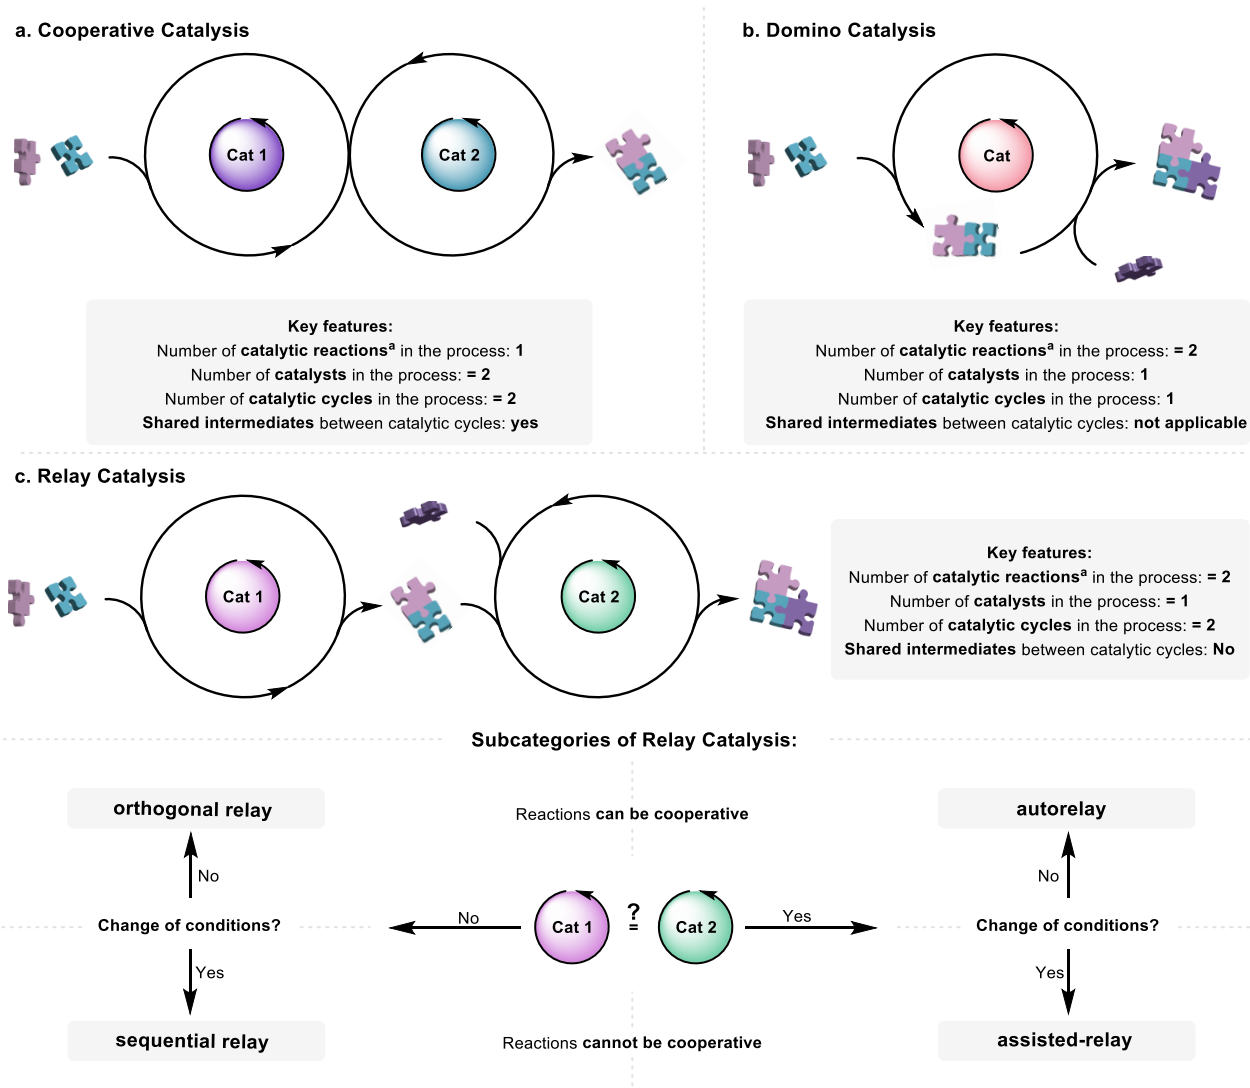 a. Cooperative Catalysis
Cat 1
Cat 2
Key features:
Number of catalytic reactionsᵃ in the process: 1
Number of catalysts in the process: = 2
Number of catalytic cycles in the process: = 2
Shared intermediates between catalytic cycles: yes
b. Domino Catalysis
Cat
Key features:
Number of catalytic reactionsᵃ in the process: = 2
Number of catalysts in the process: 1
Number of catalytic cycles in the process: 1
Shared intermediates between catalytic cycles: not applicable
c. Relay Catalysis
Cat 1
Cat 2
Key features:
Number of catalytic reactionsᵃ in the process: = 2
Number of catalysts in the process: = 1
Number of catalytic cycles in the process: = 2
Shared intermediates between catalytic cycles: No
Subcategories of Relay Catalysis:
orthogonal relay
Reactions can be cooperative
autorelay
No
No
Change of conditions?
No
Cat 1
?
=
Cat 2
Yes
Change of conditions?
Yes
Yes
sequential relay
Reactions cannot be cooperative
assisted-relay